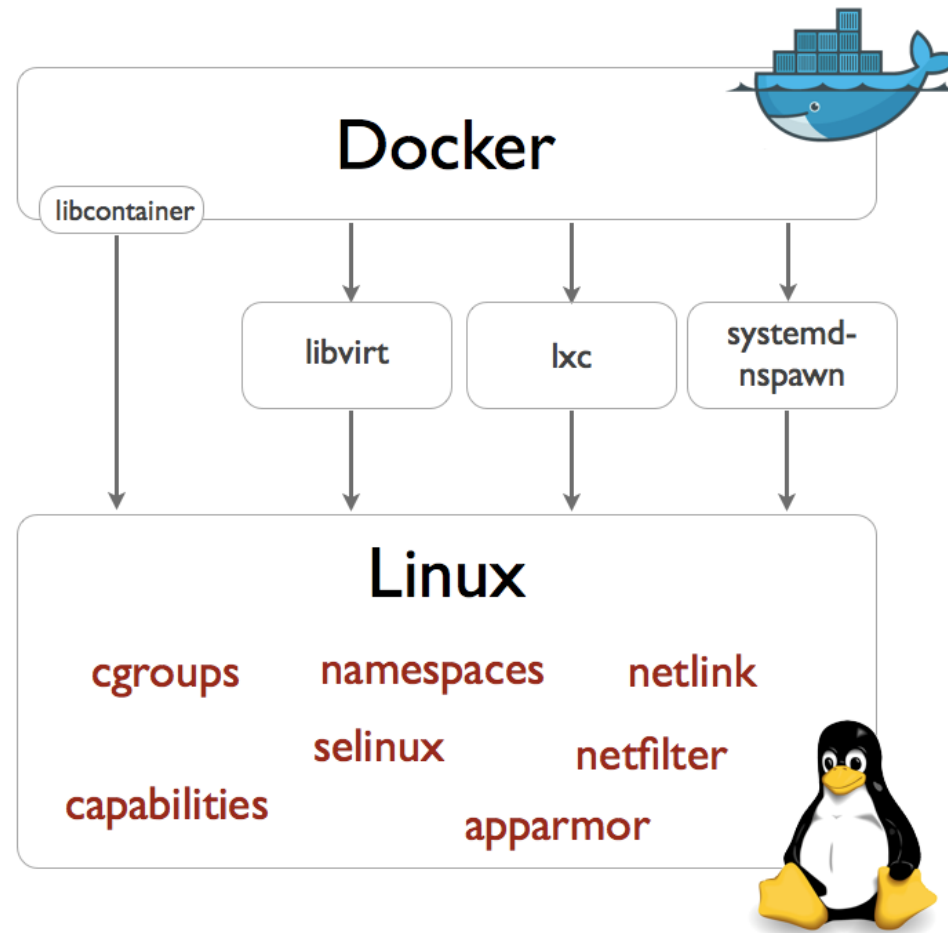 Docker
libcontainer
libvirt
lxc
systemd-
nspawn
Linux
cgroups
namespaces
netlink
selinux
netfilter
capabilities
apparmor